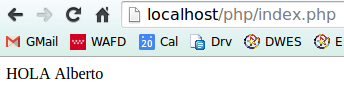 localhost/php/index.php
GMail WAFD 20 Cal Drv DWES E
HOLA Alberto